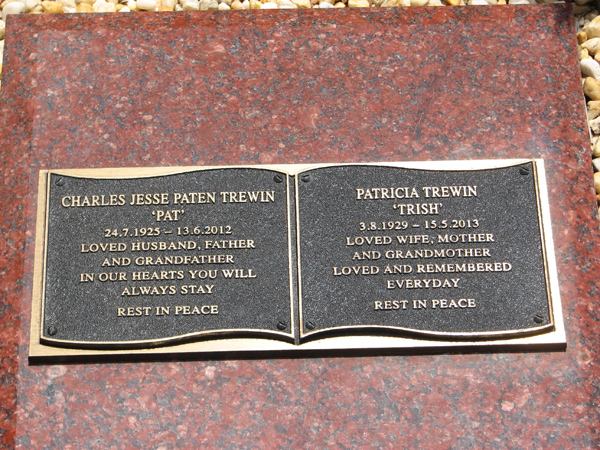 CHARLES JESSE PATEN TREWIN
'PAT'
24.7.1925 – 13.6.2012
LOVED HUSBAND, FATHER
AND GRANDFATHER
IN OUR HEARTS YOU WILL
ALWAYS STAY
REST IN PEACE
PATRICIA TREWIN
'TRISH'
3.8.1929 – 15.5.2013
LOVED WIFE, MOTHER
AND GRANDMOTHER
LOVED AND REMEMBERED
EVERYDAY
REST IN PEACE